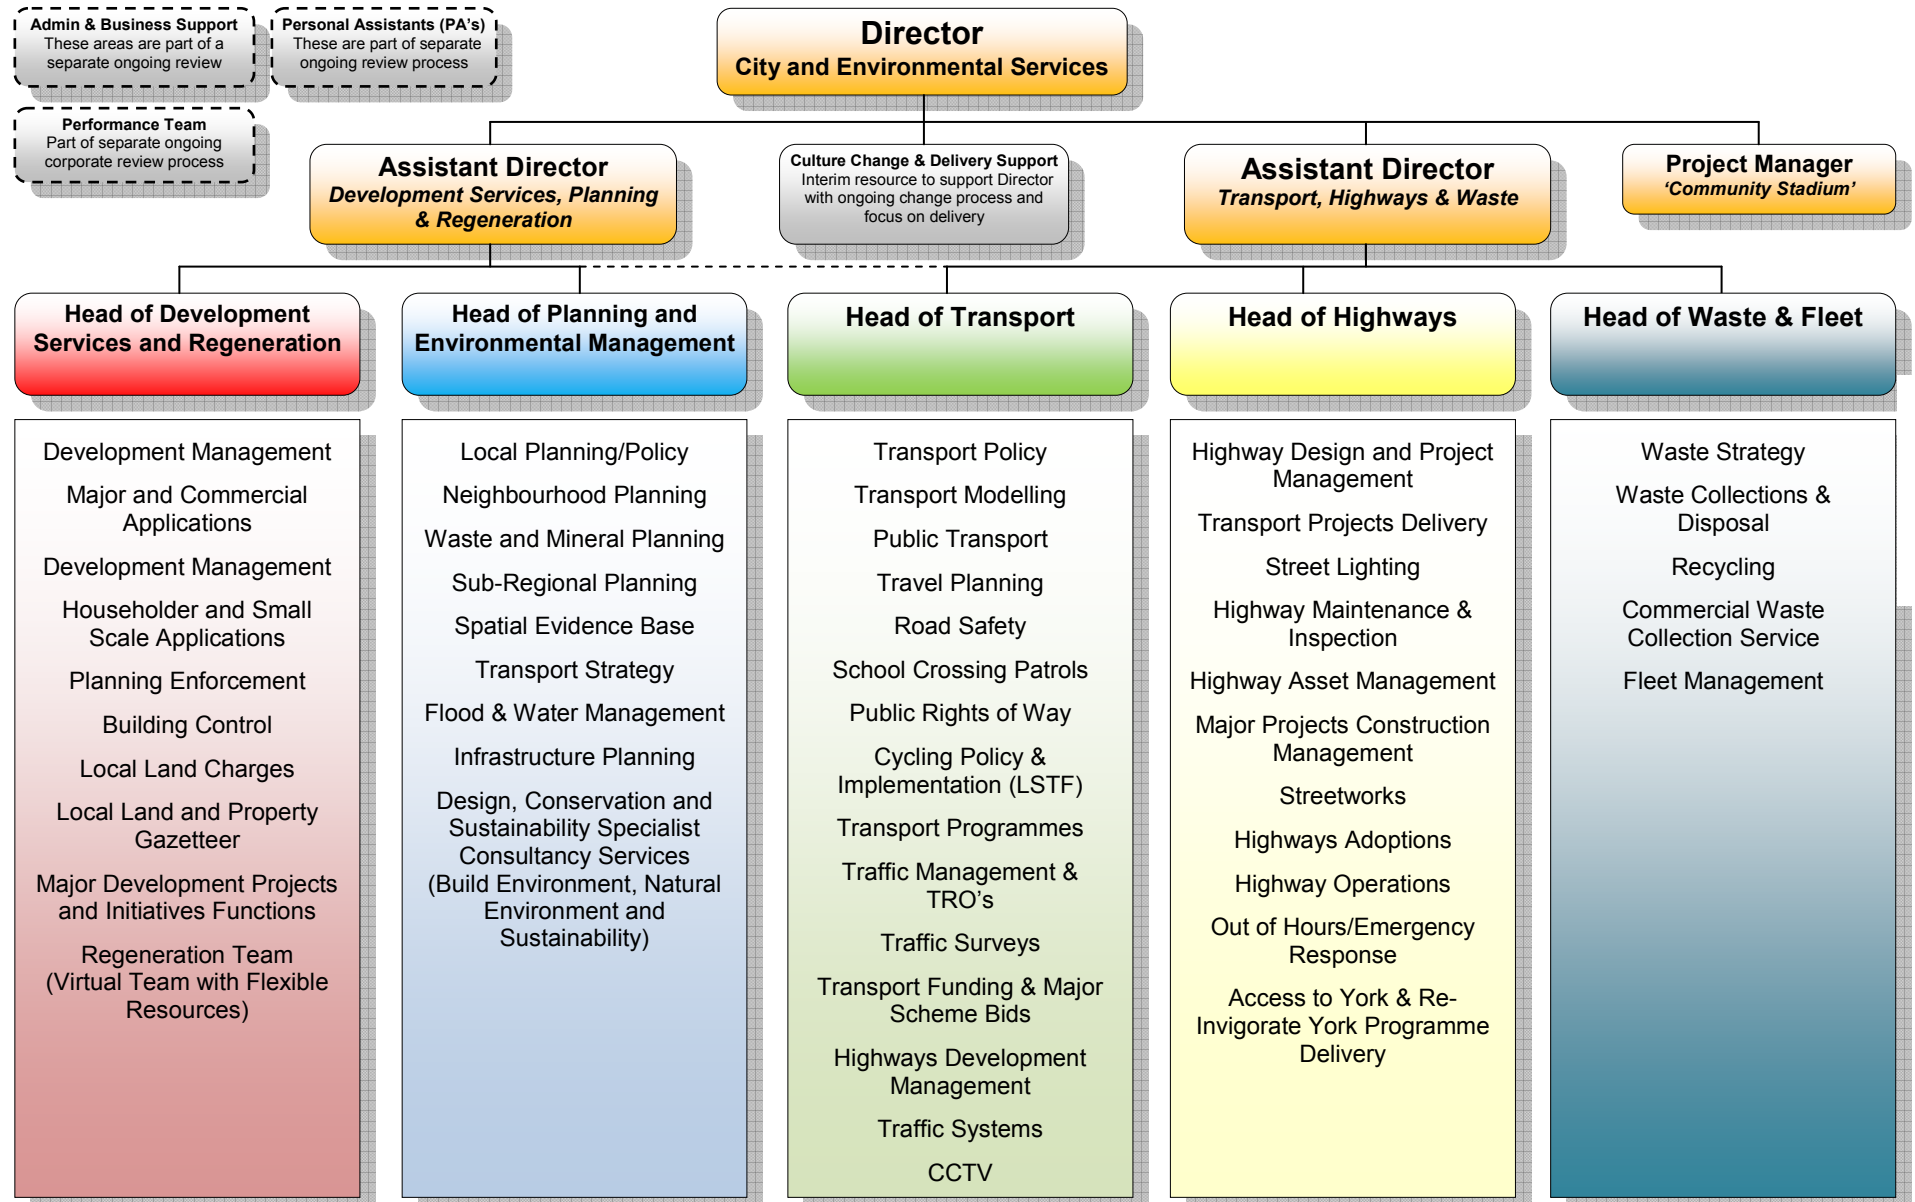 Admin & Business Support
These areas are part of a
separate ongoing review
Personal Assistants (PA's)
These are part of separate
ongoing review process
Performance Team
Part of separate ongoing
corporate review process
Director
City and Environmental Services
Assistant Director
Development Services, Planning
& Regeneration
Culture Change & Delivery Support
Interim resource to support Director
with ongoing change process and
focus on delivery
Assistant Director
Transport, Highways & Waste
Project Manager
‘Community Stadium’
Head of Development
Services and Regeneration
Head of Planning and
Environmental Management
Head of Transport
Head of Highways
Head of Waste & Fleet
Development Management
Major and Commercial
Applications
Development Management
Householder and Small
Scale Applications
Planning Enforcement
Building Control
Local Land Charges
Local Land and Property
Gazetteer
Major Development Projects
and Initiatives Functions
Regeneration Team
(Virtual Team with Flexible
Resources)
Local Planning/Policy
Neighbourhood Planning
Waste and Mineral Planning
Sub-Regional Planning
Spatial Evidence Base
Transport Strategy
Flood & Water Management
Infrastructure Planning
Design, Conservation and
Sustainability Specialist
Consultancy Services
(Build Environment, Natural
Environment and
Sustainability)
Transport Policy
Transport Modelling
Public Transport
Travel Planning
Road Safety
School Crossing Patrols
Public Rights of Way
Cycling Policy &
Implementation (LSTF)
Transport Programmes
Traffic Management &
TRO’s
Traffic Surveys
Transport Funding & Major
Scheme Bids
Highways Development
Management
Traffic Systems
CCTV
Highway Design and Project
Management
Transport Projects Delivery
Street Lighting
Highway Maintenance &
Inspection
Highway Asset Management
Major Projects Construction
Management
Streetworks
Highways Adoptions
Highway Operations
Out of Hours/Emergency
Response
Access to York & Re-
Invigorate York Programme
Delivery
Waste Strategy
Waste Collections &
Disposal
Recycling
Commercial Waste
Collection Service
Fleet Management